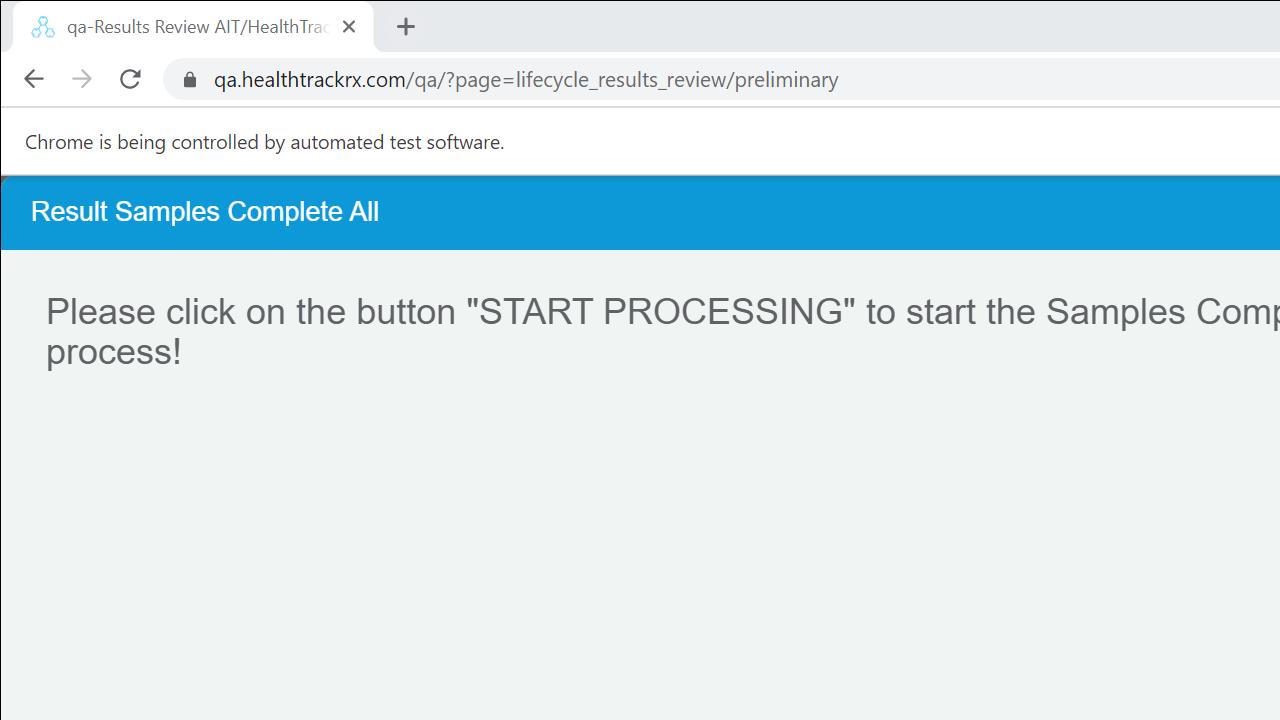 qa-Results Review AIT/HealthTrac
qa.healthtrackrx.com/qa/?page=lifecycle_results_review/preliminary
Chrome is being controlled by automated test software.
Result Samples Complete All
Please click on the button "START PROCESSING" to start the Samples Comp
process!